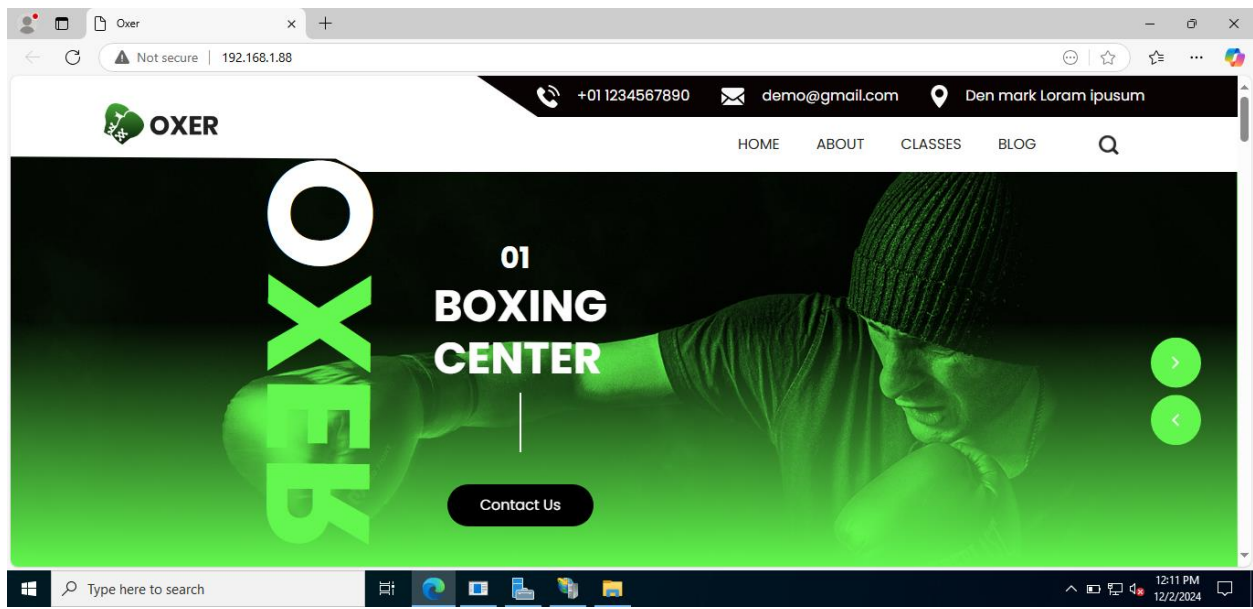 Oxer
Not secure 192.168.1.88
+01 1234567890 demo@gmail.com Den mark Loram ipusum
OXER
HOME ABOUT CLASSES BLOG
OXER
01
BOXING
CENTER
Contact Us
Type here to search
12:11 PM
12/2/2024